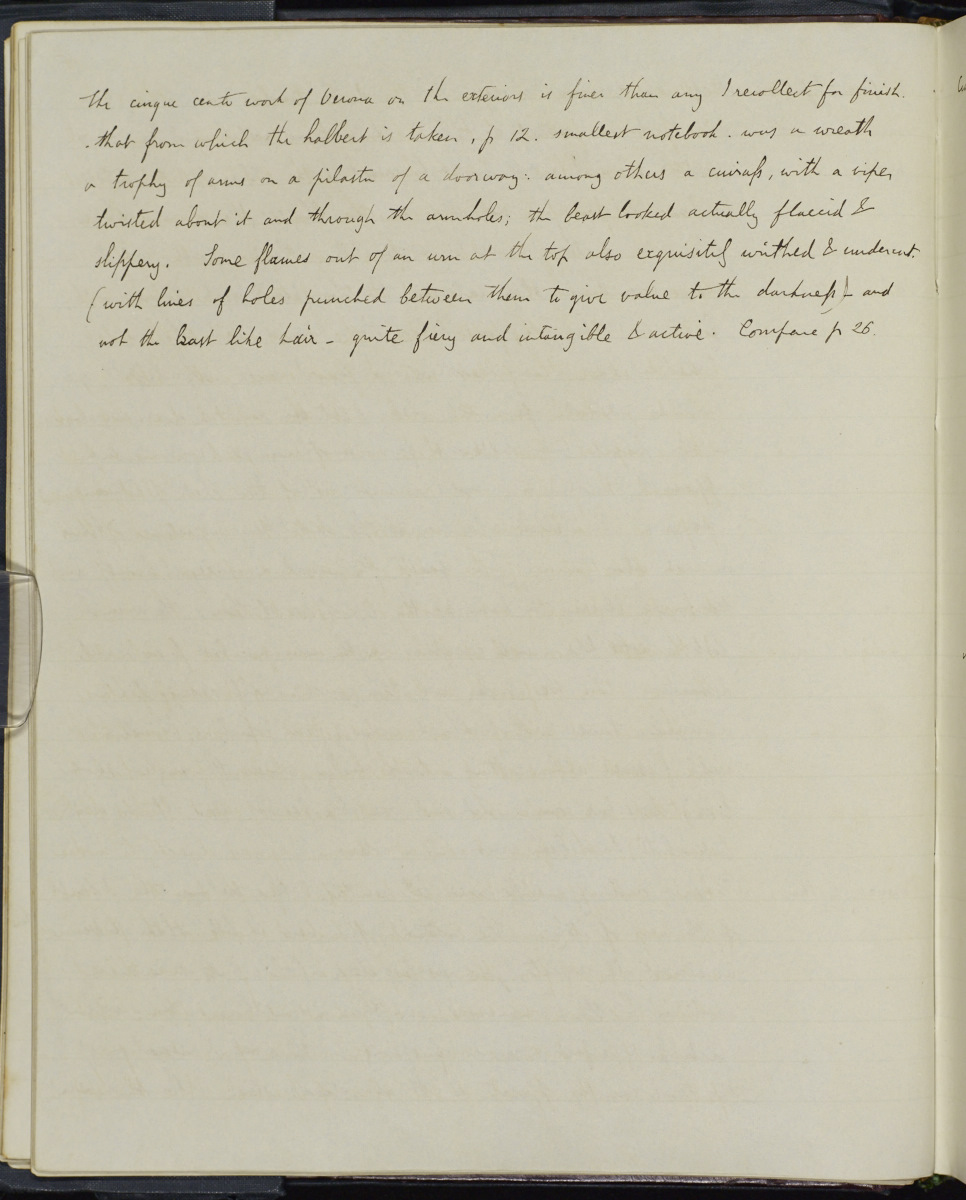 The cinque cento work of Verona on the exteriors is finer than any I recollect for finish.
that from which the halbert is taken, p 12. smallest notebook. was a wreath
or trophy of arms on a pilaster of a doorway: among others a cuirass, with a viper
twisted about it and through the armholes; the beast looked actually flaccid &
slippery. Some flames out of an urn at the top also exquisitely writhed & undercut.
(with lines of holes punched between them to give value to the darkness) - and
not the least like hair - quite fiery and intangible & active. Compare p 26.